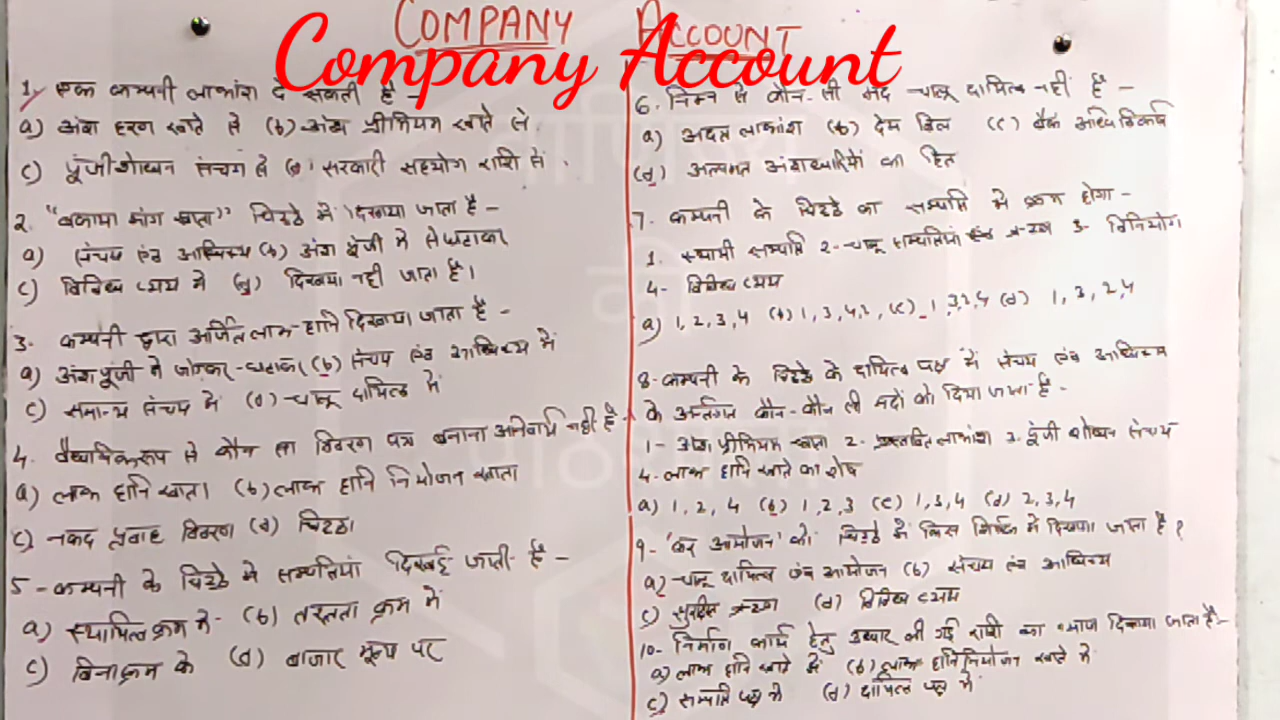 COMPANY ACCOUNT
Company Account
1. एक कम्पनी लाभांश दे सकती है -
a) अंश हरण खाते से (b) अंश प्रीमियम खाते से
c) पूंजीशोधन संचय से सरकारी सहयोग राशि से
2. "बकाया मांग खाता" चिट्ठे में दिखाया जाता है -
a) संचय एवं आधिक्य (b) अंश पूंजी में से घटाकर
c) विविध व्यय में (d) दिखाया नहीं जाता है।
3. कम्पनी द्वारा अर्जित लाभ-हानि दिखाया जाता है -
a) अंश पूंजी में जोड़कर-घटाकर (b) संचय एवं आधिक्य में
c) समान्य संचय में (d) चालू दायित्व में
4. वैधानिक रूप से कौन सा विवरण पत्र बनाना अनिवार्य नहीं है -
a) लाभ हानि खाता (b) लाभ हानि नियोजन खाता
c) नकद प्रवाह विवरण (d) चिट्ठा
5 - कम्पनी के चिट्ठे में सम्पत्तियां दिखाई जाती है -
a) स्थायित्व क्रम में (b) तरलता क्रम में
c) बिना क्रम के (d) बाजार मूल्य पर
6. निम्न में कौन-सी मद चालू दायित्व नहीं है -
a) अदत्त लाभांश (b) देय बिल (c) बैंक अधिविकर्ष
(d) अल्पमत अंशधारियों का हित
7. कम्पनी के चिट्ठे का सम्पत्ति में क्रम होगा -
1. स्थायी सम्पत्ति 2- चालू सम्पत्तियां एवं ऋण 3- विनियोग
4- विविध व्यय
a) 1, 2, 3, 4 (b) 1, 3, 4, 2, (c) 1, 3, 2, 4 (d) 1, 3, 2, 4
8- कम्पनी के चिट्ठे के दायित्व पक्ष में संचय एवं आधिक्य
के अर्न्तगत कौन-कौन सी मदों को दिया जाता है -
1- अंश प्रीमियम खाता 2- प्रस्तावित लाभांश 3. पूंजी शोधन संचय
4- लाभ हानि खाते का शेष
a) 1, 2, 4 (b) 1, 2, 3 (c) 1, 3, 4 (d) 2, 3, 4
9- 'कर आयोजन' को चिट्ठे में किस शिर्षक में दिखाया जाता है ?
a) चालू दायित्व एवं आयोजन (b) संचय एवं आधिक्य
c) सुरक्षित ऋण (d) विविध व्यय
10- निर्माण कार्य हेतु उधार ली गई राशि का ब्याज दिखाया जाता है -
a) लाभ हानि खाते में (b) लाभ हानि नियोजन खाते में
c) सम्पत्ति पक्ष में (d) दायित्व पक्ष में